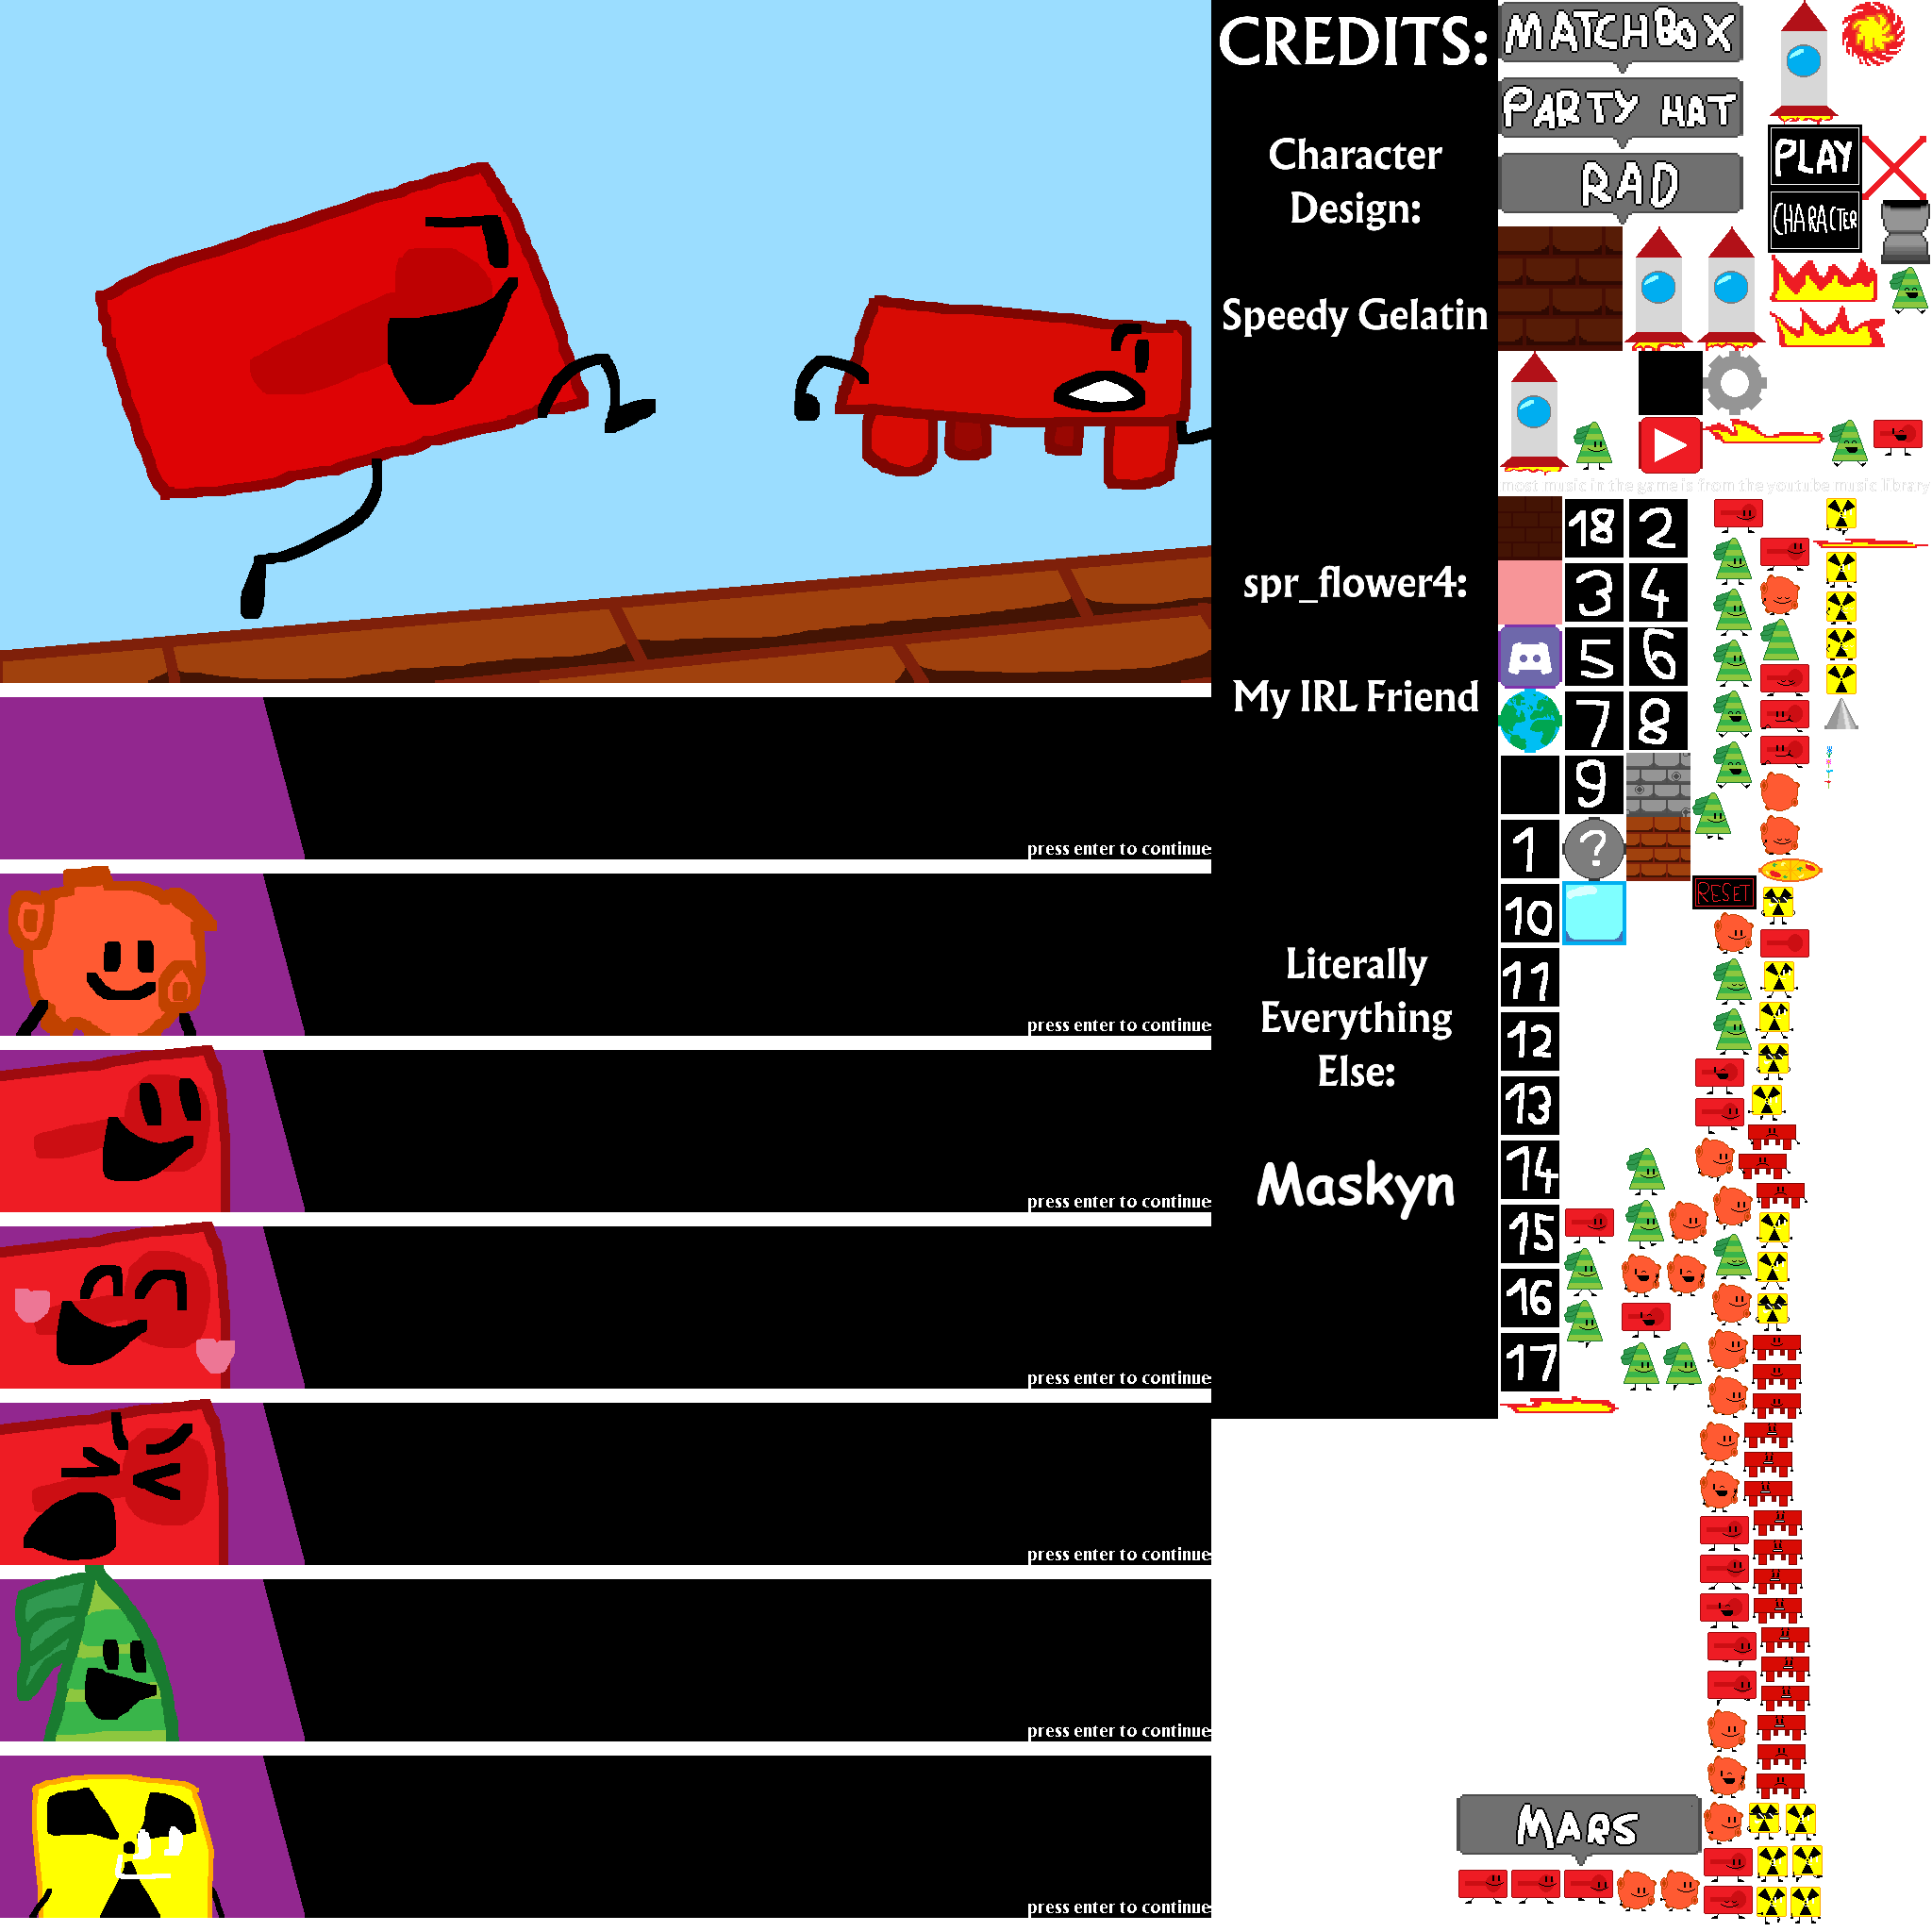 CREDITS:
Character
Design:
Speedy Gelatin
spr_flower4:
My IRL Friend
Literally
Everything
Else:
Maskyn
press enter to continue
press enter to continue
press enter to continue
press enter to continue
press enter to continue
press enter to continue
press enter to continue
MATCHBOX
PARTY HAT
RAD
PLAY
CHARACTER
most music in the game is from the youtube music library
18 2
3 4
5 6
7 8
9
1 ?
RESET
10
11
12
13
14
15
16
17
MARS